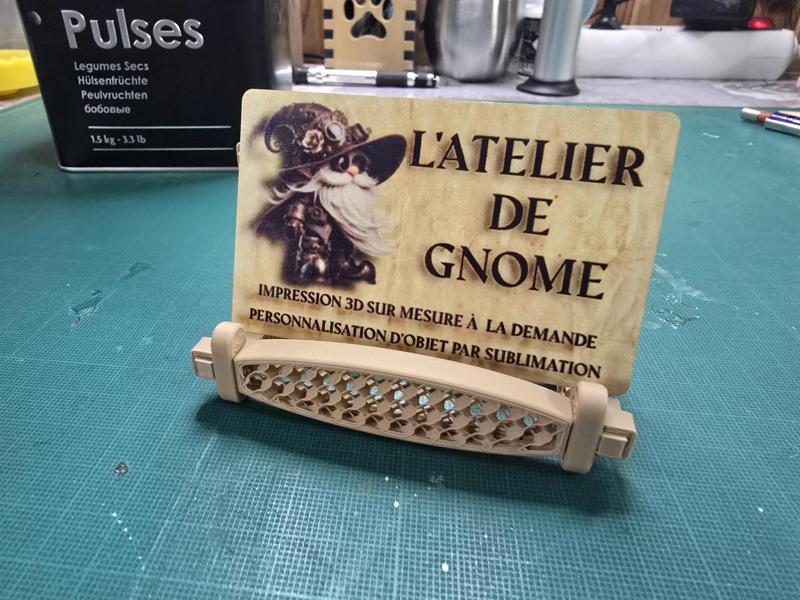 Pulses
Legumes Secs
Hülsenfrüchte
Peulvruchten
бобовые
1.5 kg - 3.3 lb
L'ATELIER
DE
GNOME
IMPRESSION 3D SUR MESURE À LA DEMANDE
PERSONNALISATION D'OBJET PAR SUBLIMATION